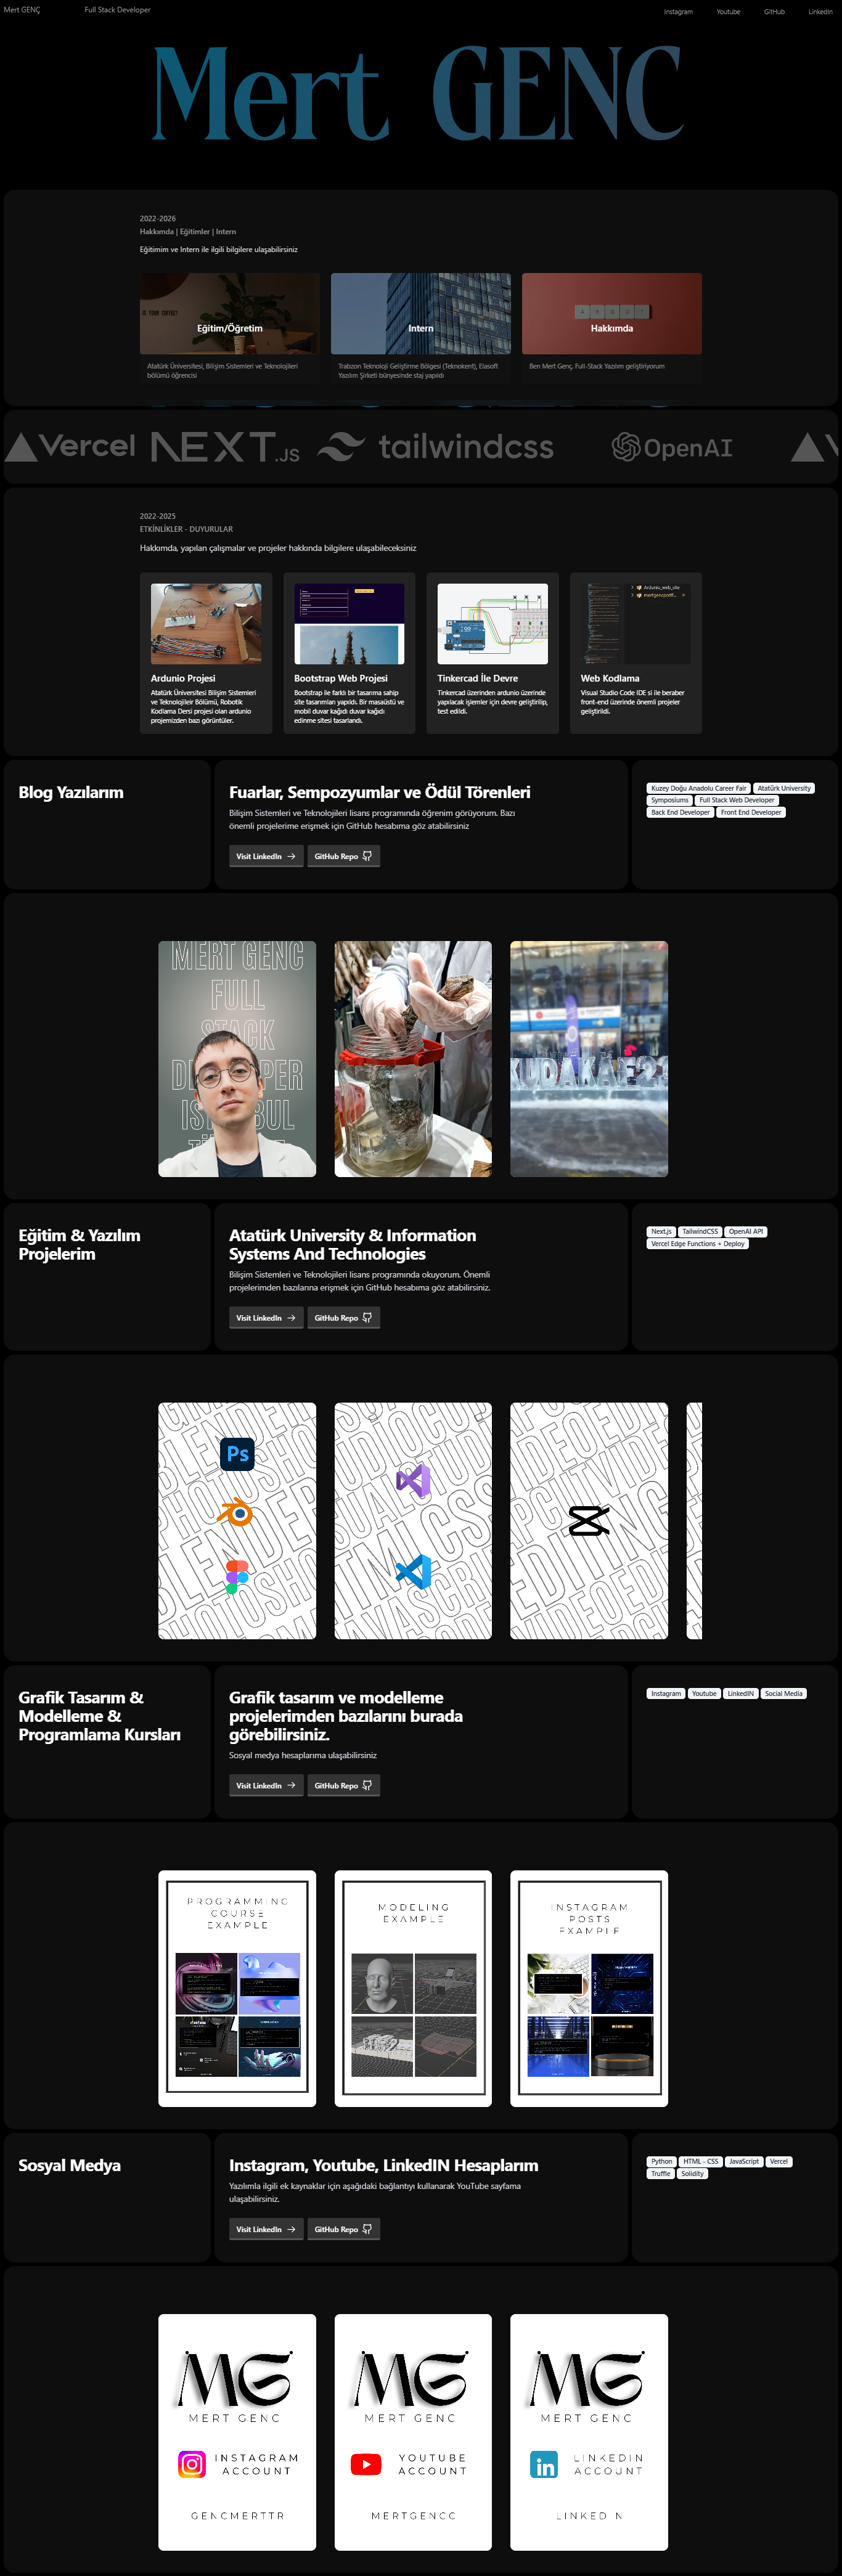 Mert GENÇ
Full Stack Developer
Instagram
Youtube
GitHub
LinkedIn
Mert GENC
2022-2026
Hakkımda | Eğitimler | Intern
Eğitimim ve Intern ile ilgili bilgilere ulaşabilirsiniz
Eğitim/Öğretim
Intern
Hakkımda
Atatürk Üniversitesi, Bilişim Sistemleri ve Teknolojileri
bölümü öğrencisi
Trabzon Teknoloji Geliştirme Bölgesi (Teknokent), Elasoft
Yazılım Şirketi bünyesinde staj yapıldı
Ben Mert Genç. Full-Stack Yazılım geliştiriyorum
Vercel
NEXT.JS
tailwindcss
OpenAI
2022-2025
ETKİNLİKLER - DUYURULAR
Hakkımda, yapılan çalışmalar ve projeler hakkında bilgilere ulaşabileceksiniz
Ardunio Projesi
Atatürk Üniversitesi Bilişim Sistemleri
ve Teknolojileir Bölümü, Robotik
Kodlama Dersi projesi olan ardunio
projemizden bazı görüntüler.
Bootstrap Web Projesi
Bootstrap ile farklı bir tasarıma sahip
site tasarımları yapıldı. Bir masaüstü ve
mobil duvar kağıdı duvar kağıdı
edinme sitesi tasarlandı.
Tinkercad İle Devre
Tinkercad üzerinden ardunio üzerinde
yapılacak işlemler için devre geliştirilip,
test edildi.
Web Kodlama
Visual Studio Code IDE si ile beraber
front-end üzerinde önemli projeler
geliştirildi.
Blog Yazılarım
Fuarlar, Sempozyumlar ve Ödül Törenleri
Bilişim Sistemleri ve Teknolojileri lisans programında öğrenim görüyorum. Bazı
önemli projelerime erişmek için GitHub hesabıma göz atabilirsiniz
Visit LinkedIn
GitHub Repo
Kuzey Doğu Anadolu Career Fair
Atatürk University
Symposiums
Full Stack Web Developer
Back End Developer
Front End Developer
MERT GENC
FULL
STACK
Eğitim & Yazılım
Projelerim
Atatürk University & Information
Systems And Technologies
Bilişim Sistemleri ve Teknolojileri lisans programında okuyorum. Önemli
projelerimden bazılarına erişmek için GitHub hesabıma göz atabilirsiniz.
Visit LinkedIn
GitHub Repo
Next.js
TailwindCSS
OpenAI API
Vercel Edge Functions + Deploy
Ps
Grafik Tasarım &
Modelleme &
Programlama Kursları
Grafik tasarım ve modelleme
projelerimden bazılarını burada
görebilirsiniz.
Sosyal medya hesaplarıma ulaşabilirsiniz
Visit LinkedIn
GitHub Repo
Instagram
Youtube
LinkedIN
Social Media
PROGRAMMING
COURSE
EXAMPLE
MODELING
EXAMPLE
INSTAGRAM
POSTS
EXAMPLE
Sosyal Medya
Instagram, Youtube, LinkedIN Hesaplarım
Yazılımla ilgili ek kaynaklar için aşağıdaki bağlantıyı kullanarak YouTube sayfama
ulaşabilirsiniz.
Visit LinkedIn
GitHub Repo
Python
HTML - CSS
JavaScript
Vercel
Truffle
Solidity
MG
MERT GENC
INSTAGRAM
ACCOUNT
GENCMERTTR
MG
MERT GENC
YOUTUBE
ACCOUNT
MERTGENCC
MG
MERT GENC
LINKEDIN
ACCOUNT
LINKED N